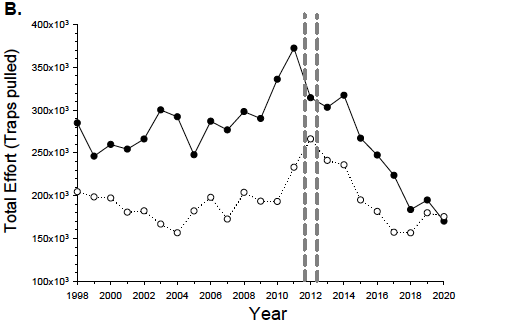 B.
400x10³
350x10³
300x10³
250x10³
200x10³
150x10³
100x10³
Total Effort (Traps pulled)
1998 2000 2002 2004 2006 2008 2010 2012 2014 2016 2018 2020
Year